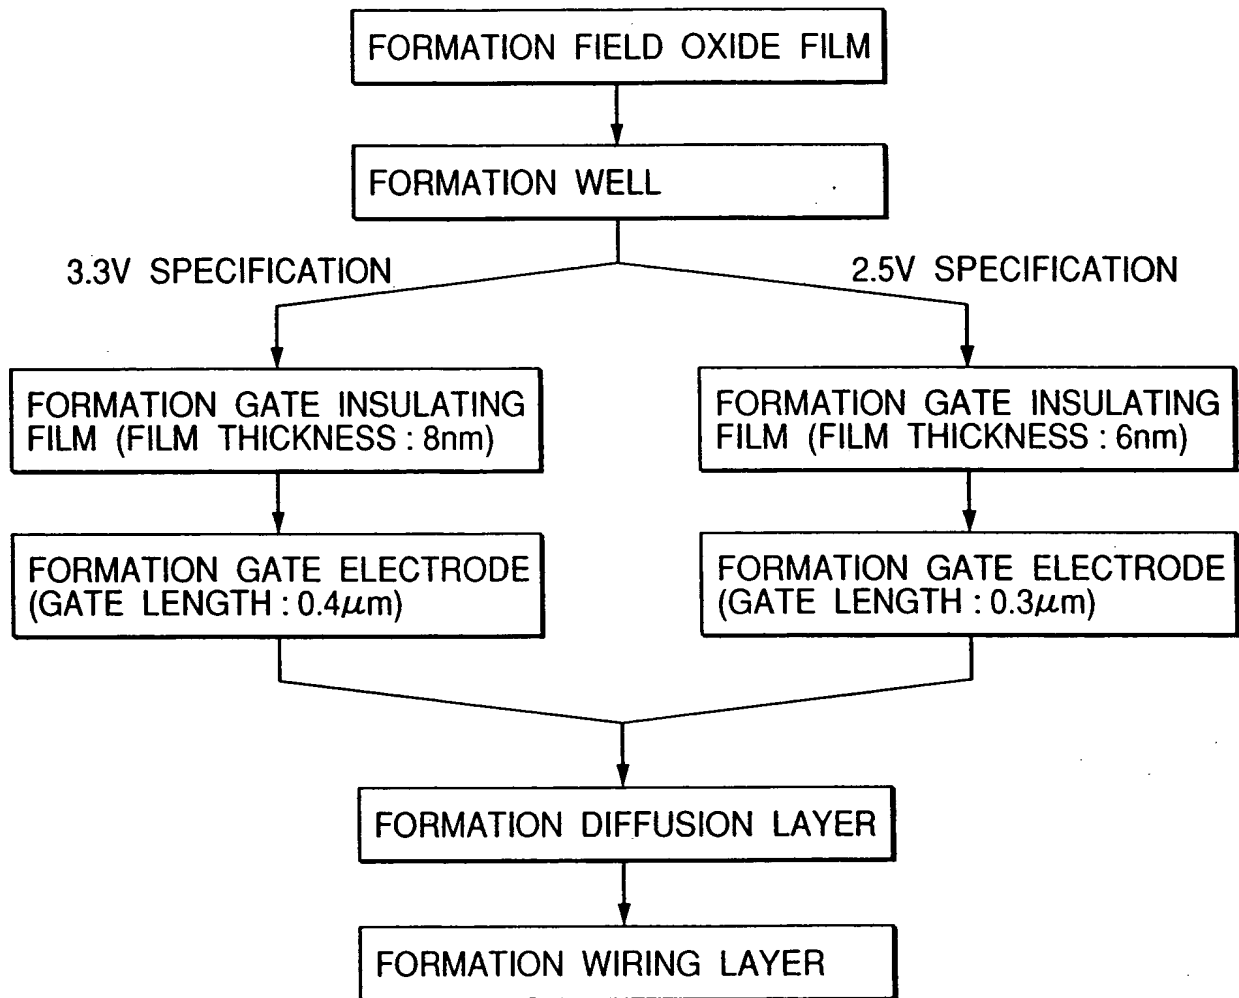 FORMATION FIELD OXIDE FILM
FORMATION WELL
3.3V SPECIFICATION
2.5V SPECIFICATION
FORMATION GATE INSULATING
FILM (FILM THICKNESS : 8nm)
FORMATION GATE INSULATING
FILM (FILM THICKNESS : 6nm)
FORMATION GATE ELECTRODE
(GATE LENGTH : 0.4μm)
FORMATION GATE ELECTRODE
(GATE LENGTH : 0.3μm)
FORMATION DIFFUSION LAYER
FORMATION WIRING LAYER